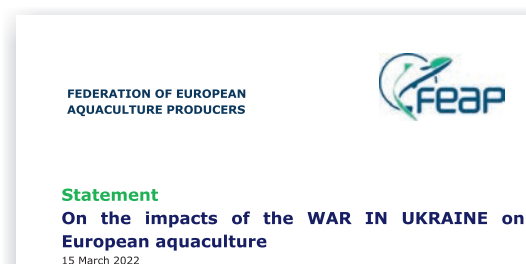 FEDERATION OF EUROPEAN
AQUACULTURE PRODUCERS
Feap
Statement
On the impacts of the WAR IN UKRAINE on
European aquaculture
15 March 2022